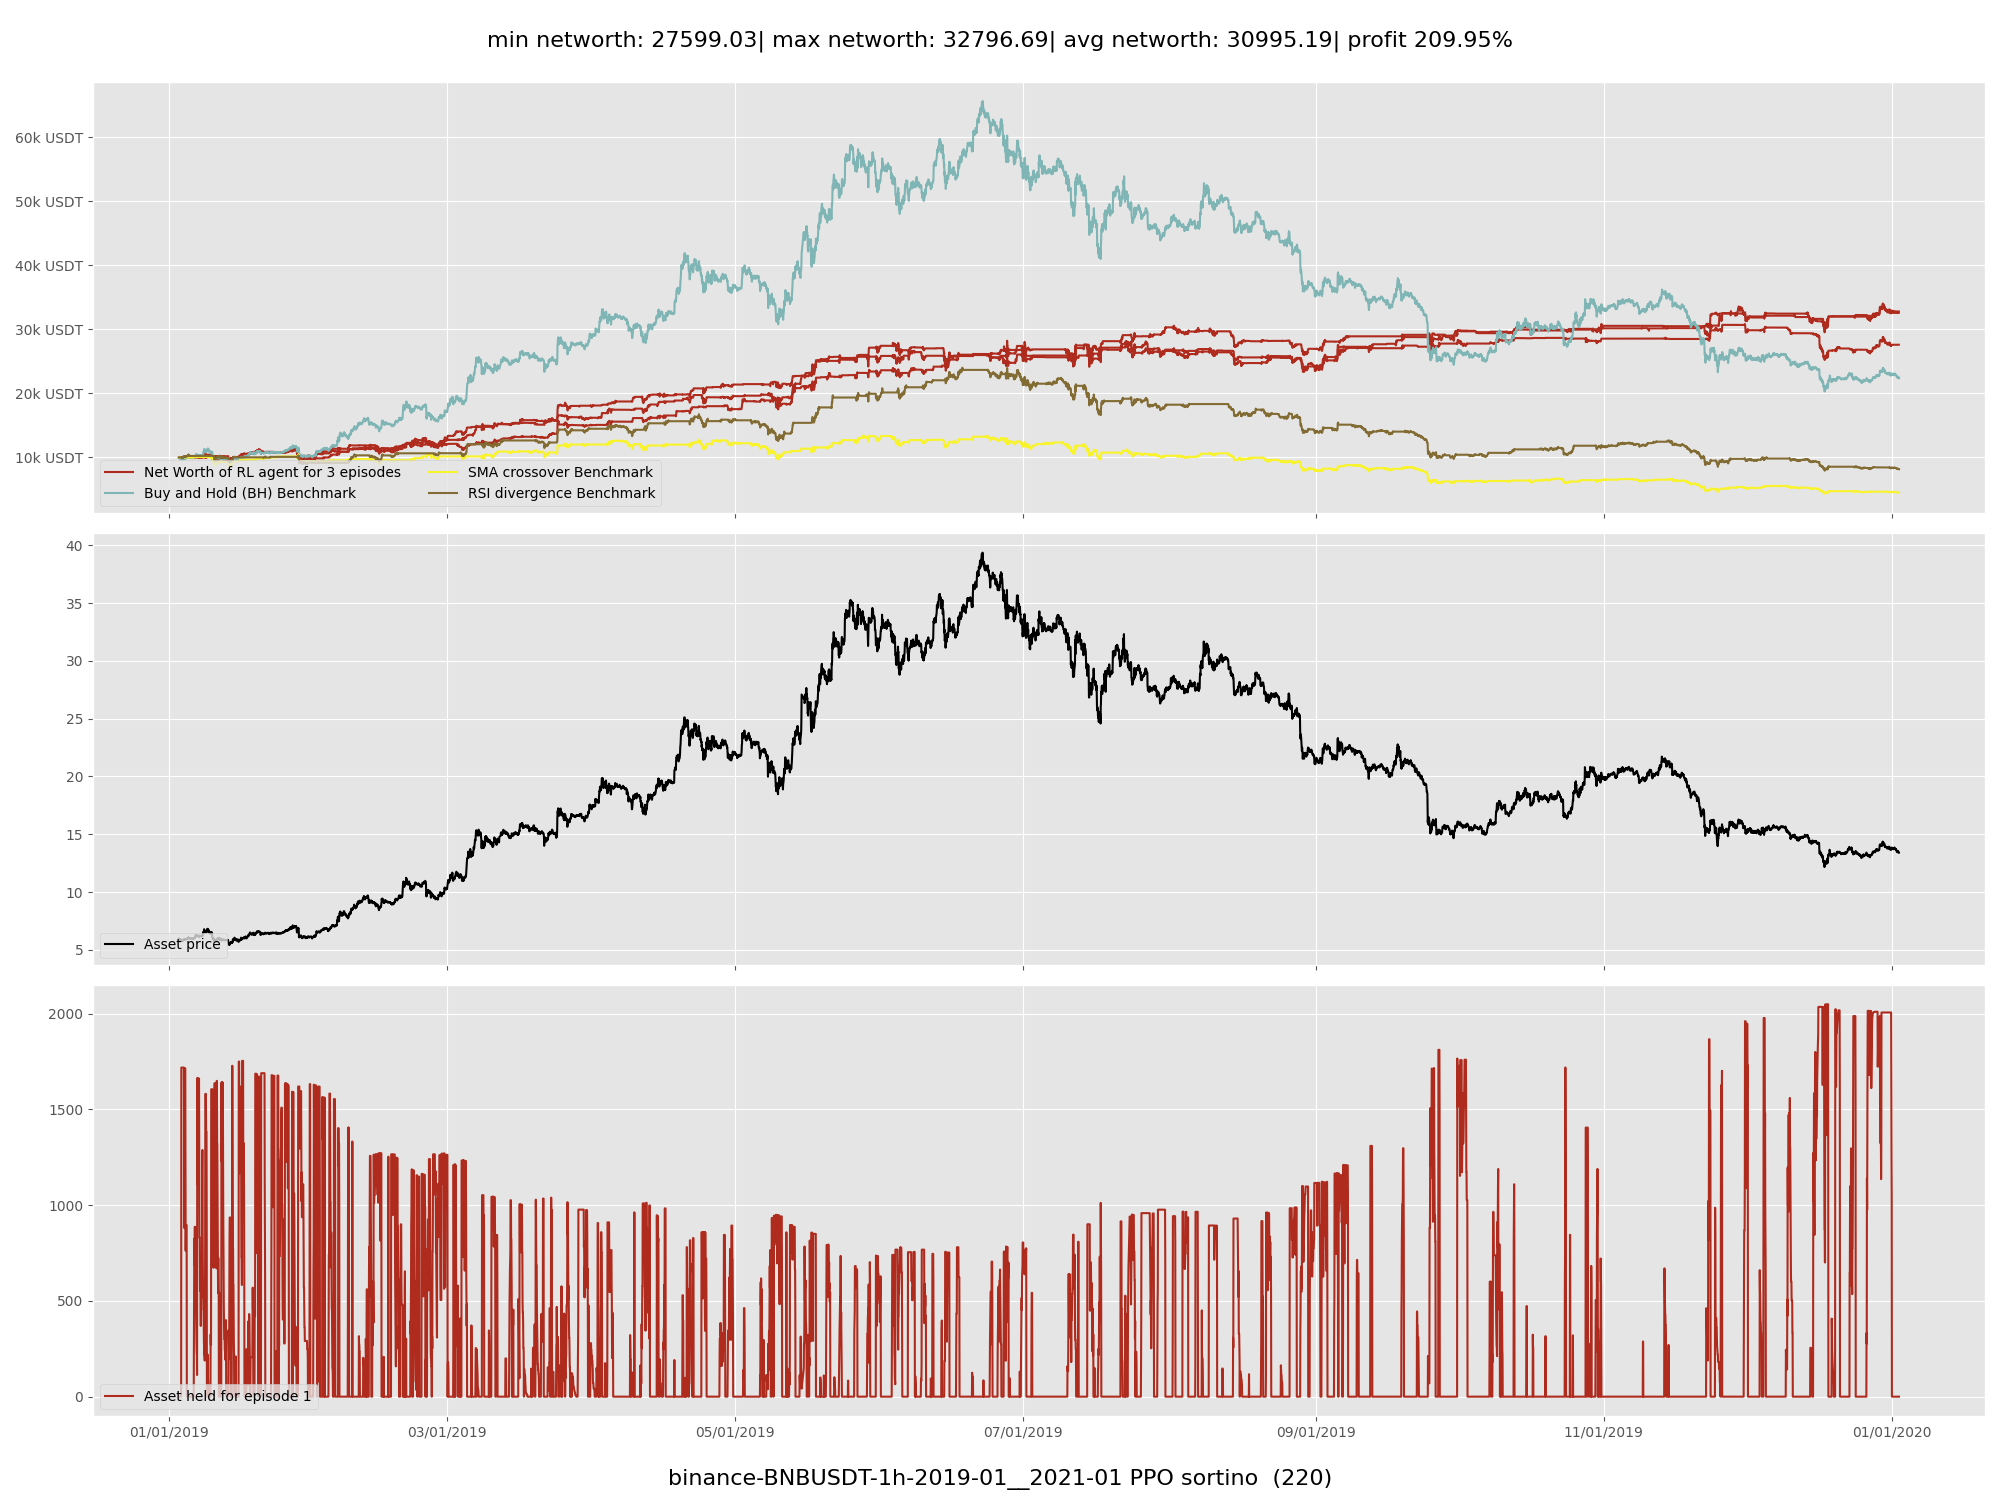 min networth: 27599.03| max networth: 32796.69| avg networth: 30995.19| profit 209.95%
60k USDT
50k USDT
40k USDT
30k USDT
20k USDT
10k USDT
Net Worth of RL agent for 3 episodes
Buy and Hold (BH) Benchmark
SMA crossover Benchmark
RSI divergence Benchmark
40
35
30
25
20
15
10
5
Asset price
2000
1500
1000
500
0
Asset held for episode 1
01/01/2019 03/01/2019 05/01/2019 07/01/2019 09/01/2019 11/01/2019 01/01/2020
binance-BNBUSDT-1h-2019-01__2021-01 PPO sortino (220)